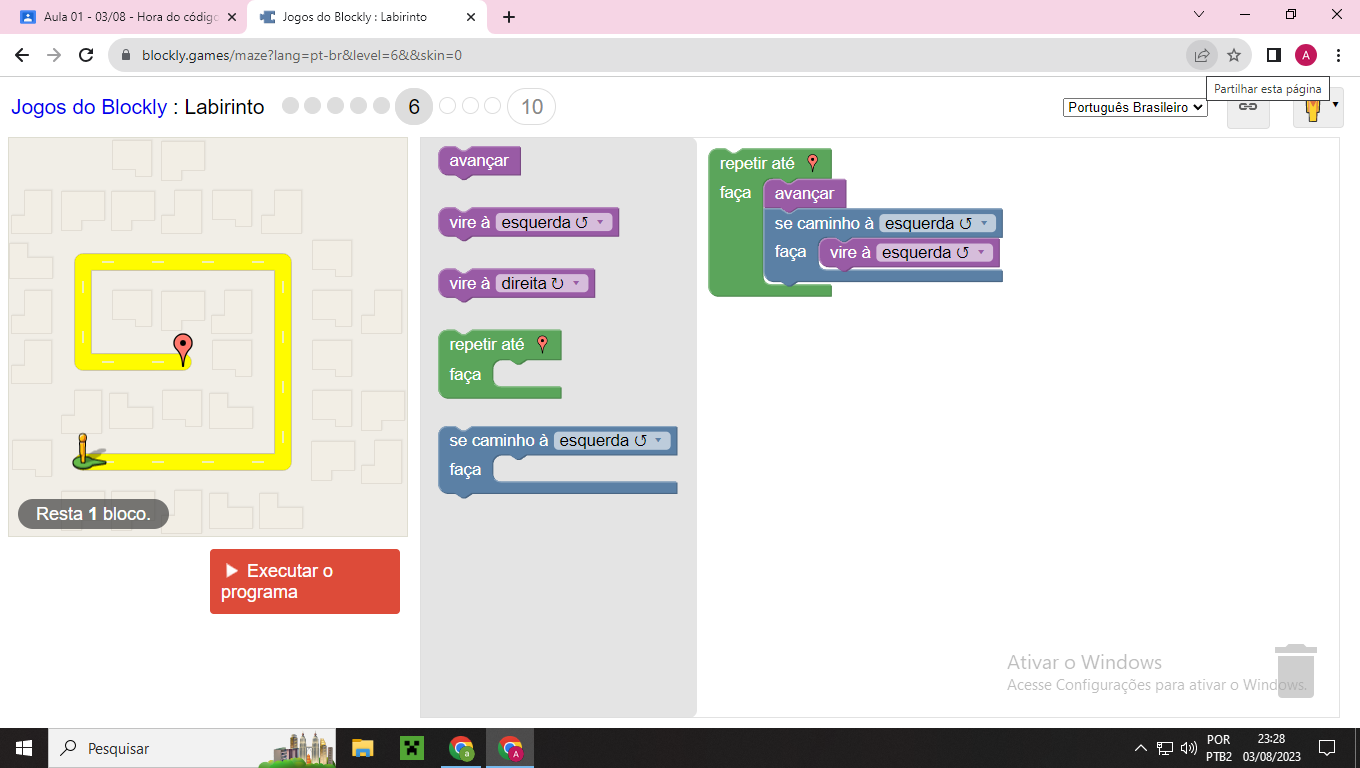 Aula 01 - 03/08 - Hora do código
Jogos do Blockly : Labirinto
blockly.games/maze?lang=pt-br&level=6&&skin=0
A
Partilhar esta página
Jogos do Blockly : Labirinto
6
10
Português Brasileiro
avançar
vire à esquerda ↺
vire à direita ↻
repetir até
faça
se caminho à esquerda ↺
faça
repetir até
faça
avançar
se caminho à esquerda ↺
faça
vire à esquerda ↺
Resta 1 bloco.
Executar o
programa
Ativar o Windows
Acesse Configurações para ativar o Windows.
Pesquisar
a
A
POR
PTB2
23:28
03/08/2023